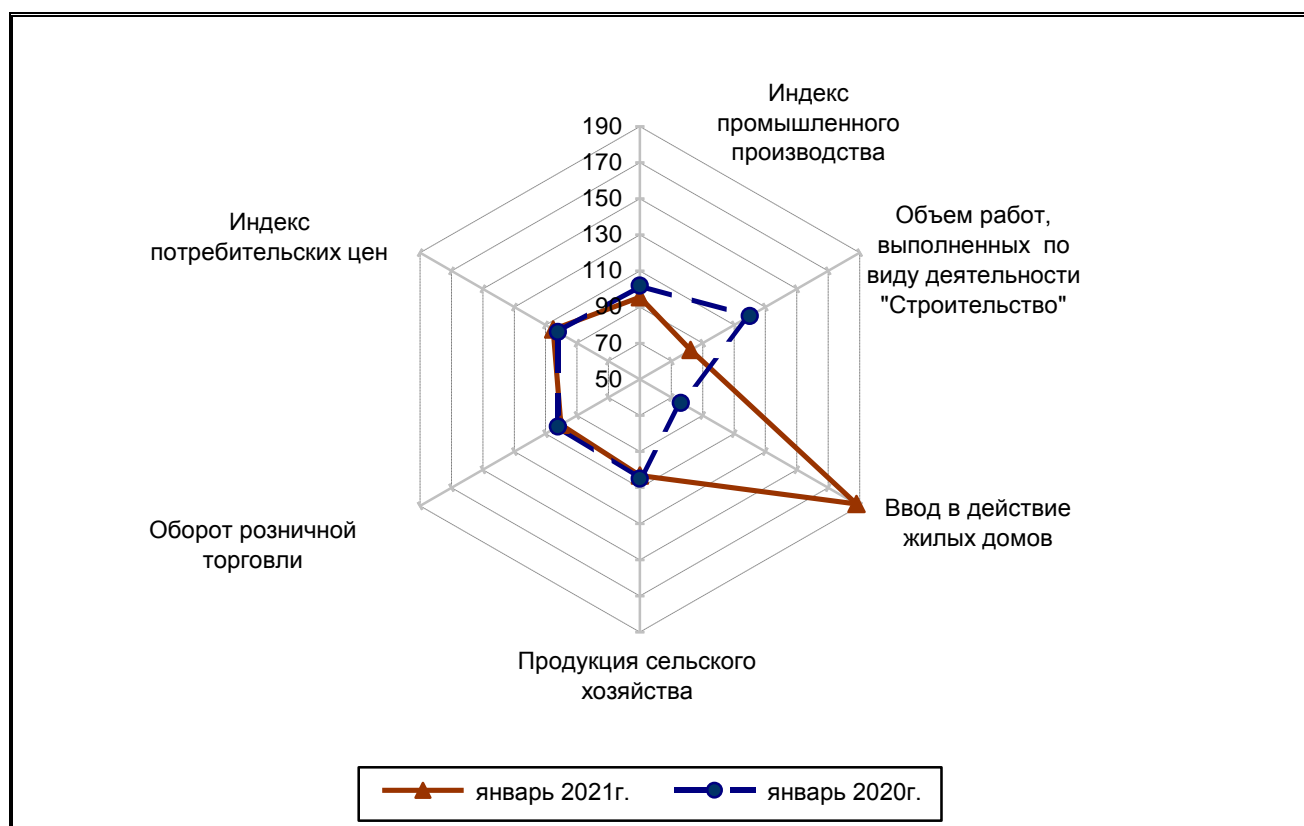 Индекс
промышленного
производства
190
170
150
130
110
90
70
50
Объем работ,
выполненных по
виду деятельности
"Строительство"
Индекс
потребительских цен
Ввод в действие
жилых домов
Оборот розничной
торговли
Продукция сельского
хозяйства
январь 2021г.
январь 2020г.